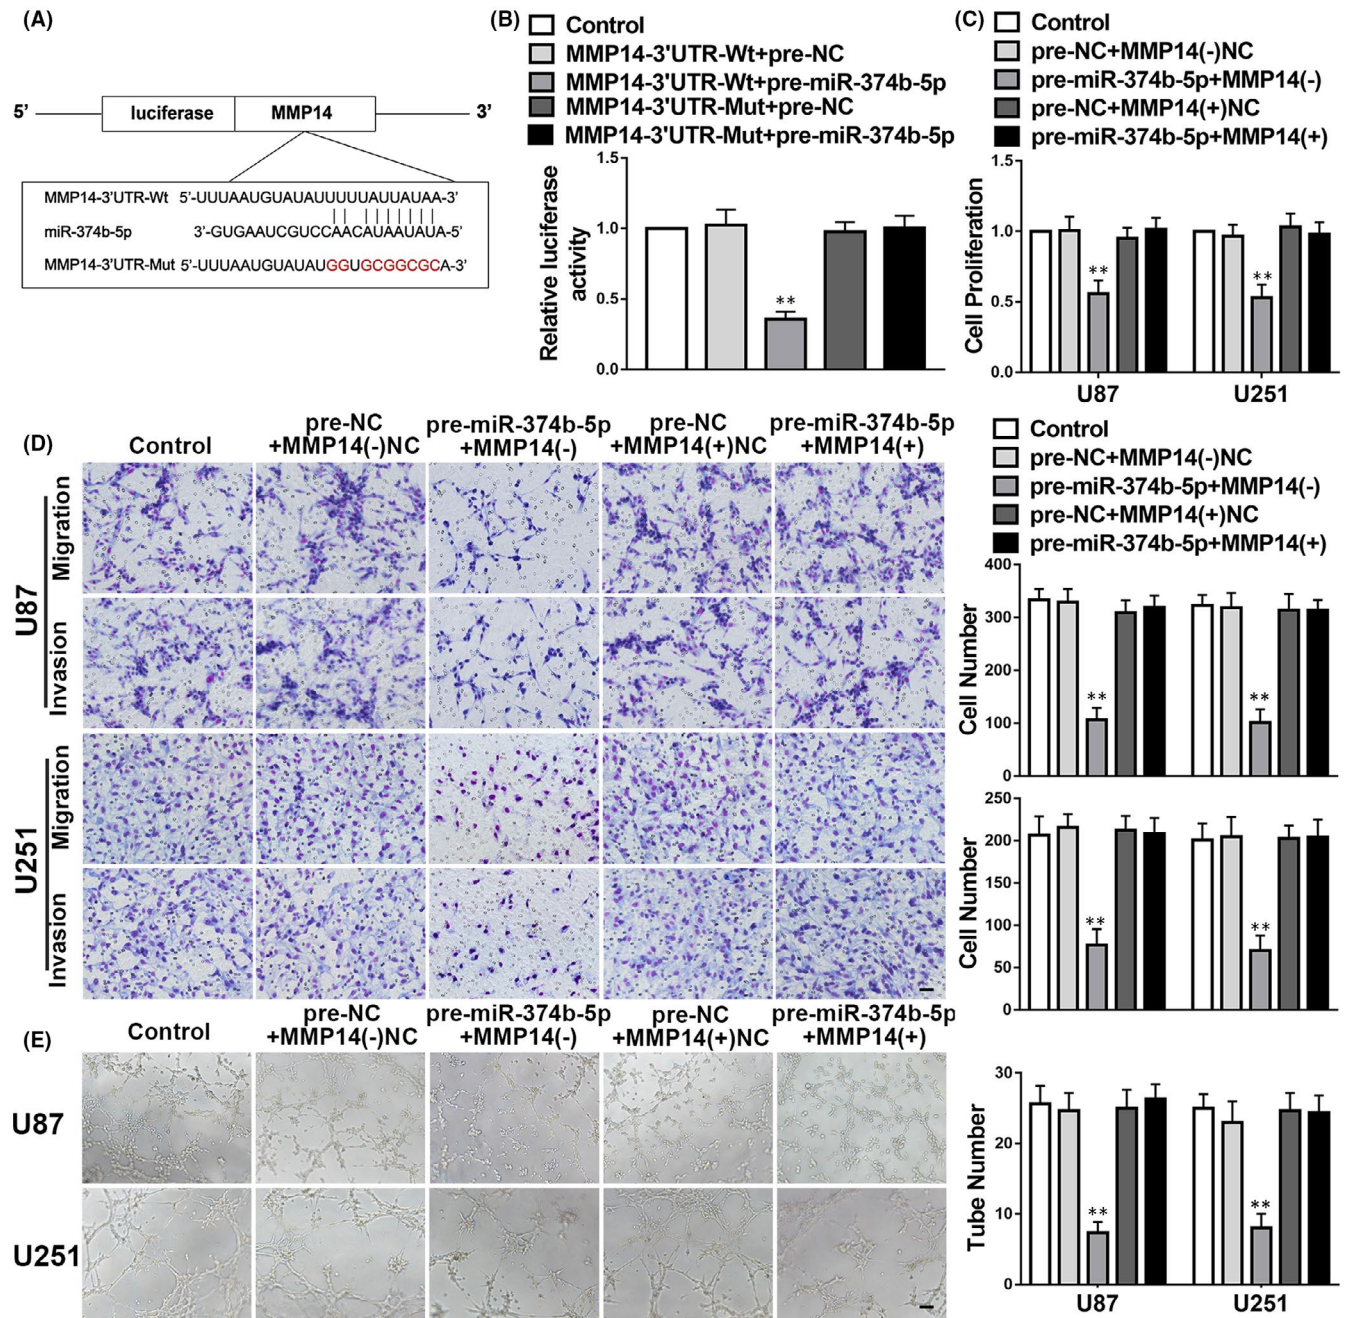 (A)
5’ luciferase MMP14 3’
MMP14-3’UTR-Wt 5’-UUUAAUGUAUAUUUUUAUUAUAA-3’
miR-374b-5p 3’-GUGAAUCGUCCAACAUAAUAUA-5’
MMP14-3’UTR-Mut 5’-UUUAAUGUAUAUGGUGCGGCGCA-3’
(B)
Control
MMP14-3'UTR-Wt+pre-NC
MMP14-3'UTR-Wt+pre-miR-374b-5p
MMP14-3'UTR-Mut+pre-NC
MMP14-3'UTR-Mut+pre-miR-374b-5p
Relative luciferase
activity
1.5
1.0
0.5
0.0
**
(C)
Control
pre-NC+MMP14(-)NC
pre-miR-374b-5p+MMP14(-)
pre-NC+MMP14(+)NC
pre-miR-374b-5p+MMP14(+)
Cell Proliferation
1.5
1.0
0.5
0.0
** **
U87 U251
(D)
Control
pre-NC
+MMP14(-)NC
pre-miR-374b-5p
+MMP14(-)
pre-NC
+MMP14(+)NC
pre-miR-374b-5p
+MMP14(+)
U87
Migration
Invasion
U251
Migration
Invasion
Control
pre-NC+MMP14(-)NC
pre-miR-374b-5p+MMP14(-)
pre-NC+MMP14(+)NC
pre-miR-374b-5p+MMP14(+)
Cell Number
400
300
200
100
0
** **
Cell Number
250
200
150
100
50
0
** **
(E)
Control
pre-NC
+MMP14(-)NC
pre-miR-374b-5p
+MMP14(-)
pre-NC
+MMP14(+)NC
pre-miR-374b-5p
+MMP14(+)
U87
U251
Tube Number
30
20
10
0
** **
U87 U251